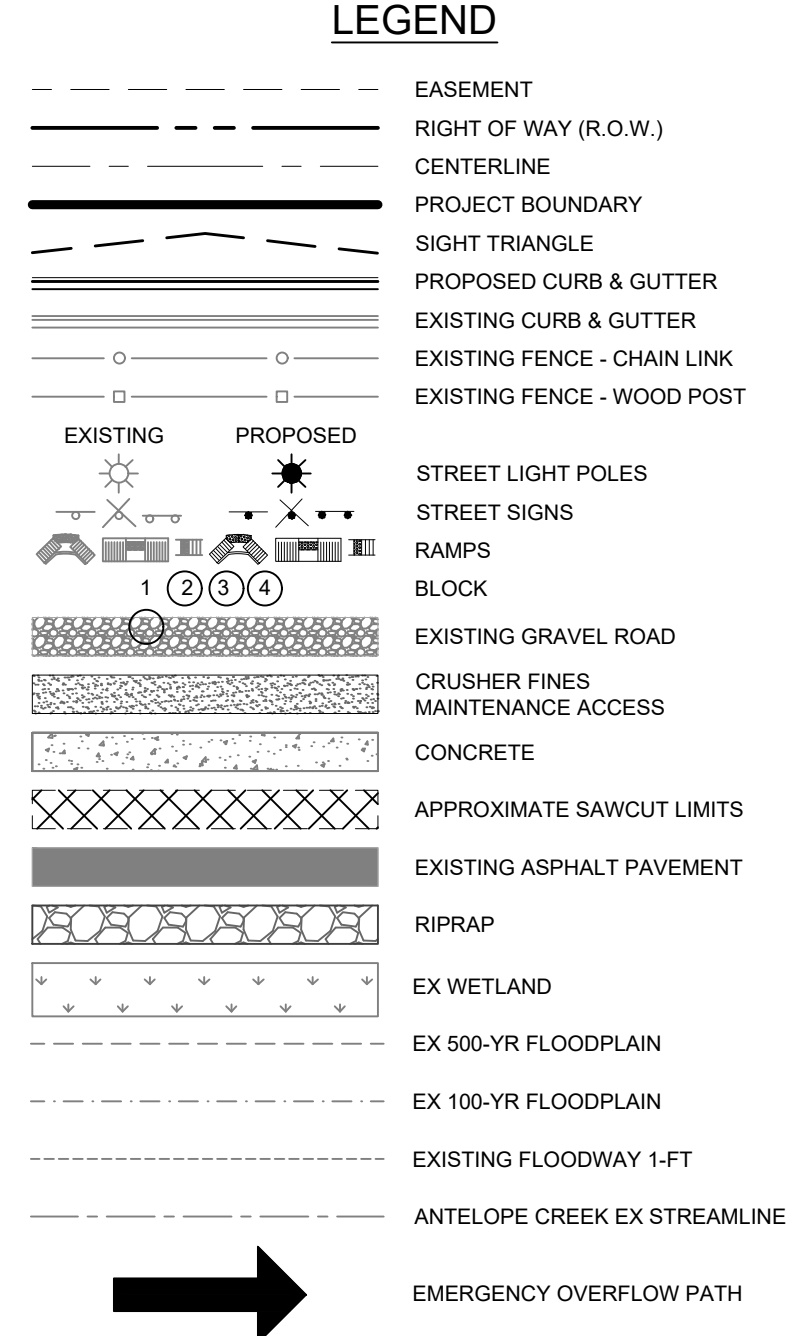 LEGEND
EASEMENT
RIGHT OF WAY (R.O.W.)
CENTERLINE
PROJECT BOUNDARY
SIGHT TRIANGLE
PROPOSED CURB & GUTTER
EXISTING CURB & GUTTER
EXISTING FENCE - CHAIN LINK
EXISTING FENCE - WOOD POST
EXISTING PROPOSED
STREET LIGHT POLES
STREET SIGNS
RAMPS
1 2 3 4 BLOCK
EXISTING GRAVEL ROAD
CRUSHER FINES
MAINTENANCE ACCESS
CONCRETE
APPROXIMATE SAWCUT LIMITS
EXISTING ASPHALT PAVEMENT
RIPRAP
EX WETLAND
EX 500-YR FLOODPLAIN
EX 100-YR FLOODPLAIN
EXISTING FLOODWAY 1-FT
ANTELOPE CREEK EX STREAMLINE
EMERGENCY OVERFLOW PATH